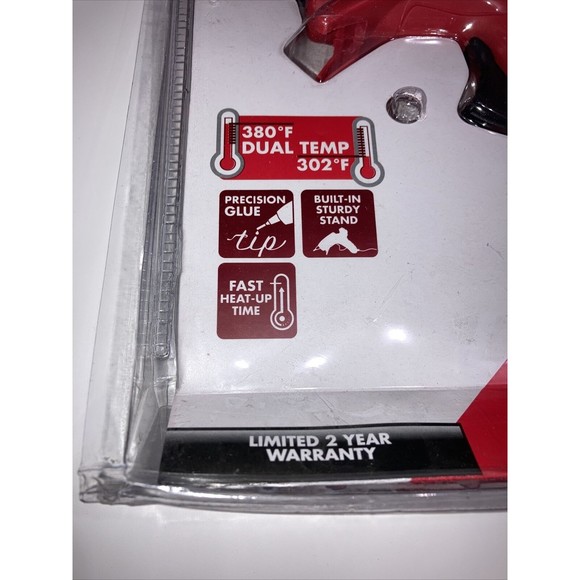 380°F
DUAL TEMP
302°F
PRECISION
GLUE
tip
BUILT-IN
STURDY
STAND
FAST
HEAT-UP
TIME
LIMITED 2 YEAR
WARRANTY